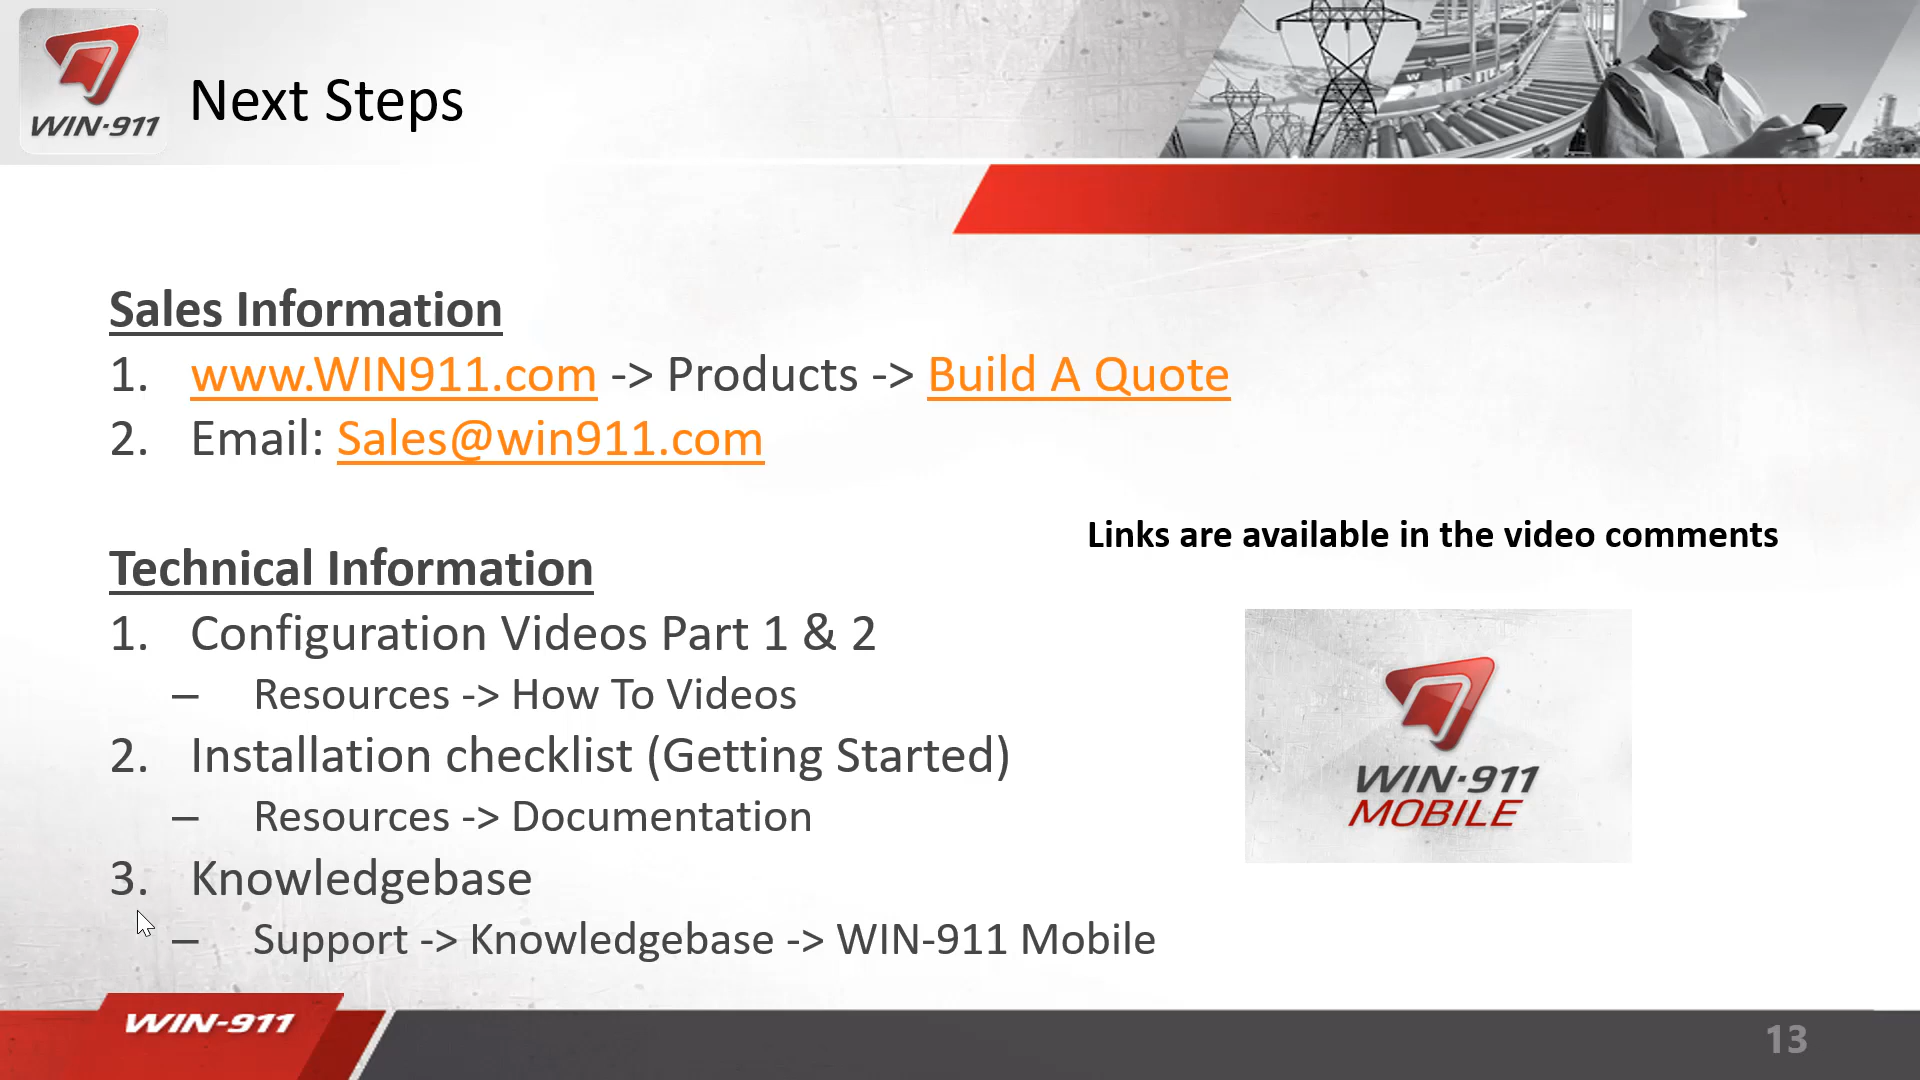 WIN·911
Next Steps
Sales Information
1. www.WIN911.com -> Products -> Build A Quote
2. Email: Sales@win911.com
Links are available in the video comments
Technical Information
1. Configuration Videos Part 1 & 2
– Resources -> How To Videos
2. Installation checklist (Getting Started)
– Resources -> Documentation
3. Knowledgebase
– Support -> Knowledgebase -> WIN-911 Mobile
WIN·911
MOBILE
WIN-911
13